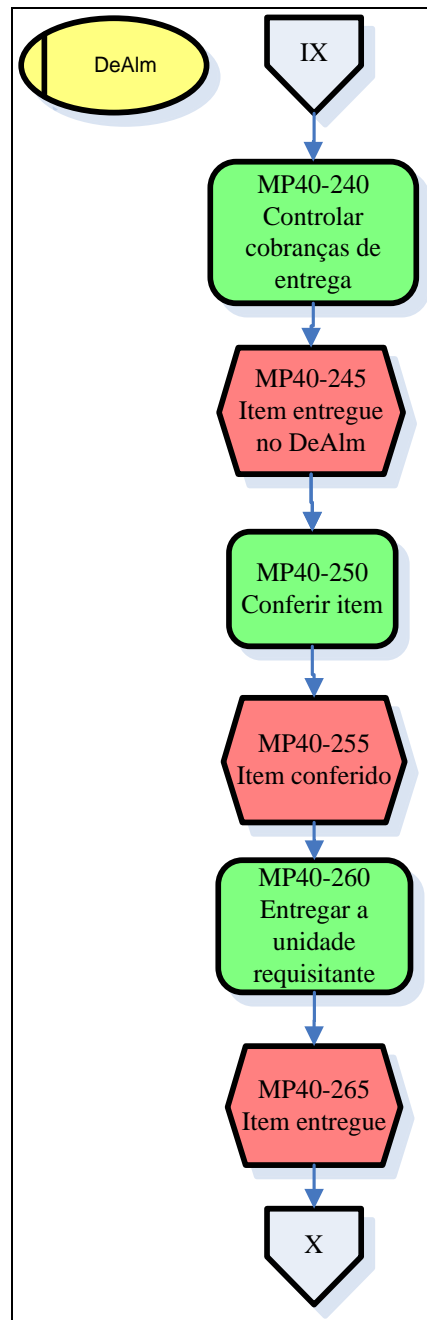 DeAlm
IX
MP40-240
Controlar
cobranças de
entrega
MP40-245
Item entregue
no DeAlm
MP40-250
Conferir item
MP40-255
Item conferido
MP40-260
Entregar a
unidade
requisitante
MP40-265
Item entregue
X